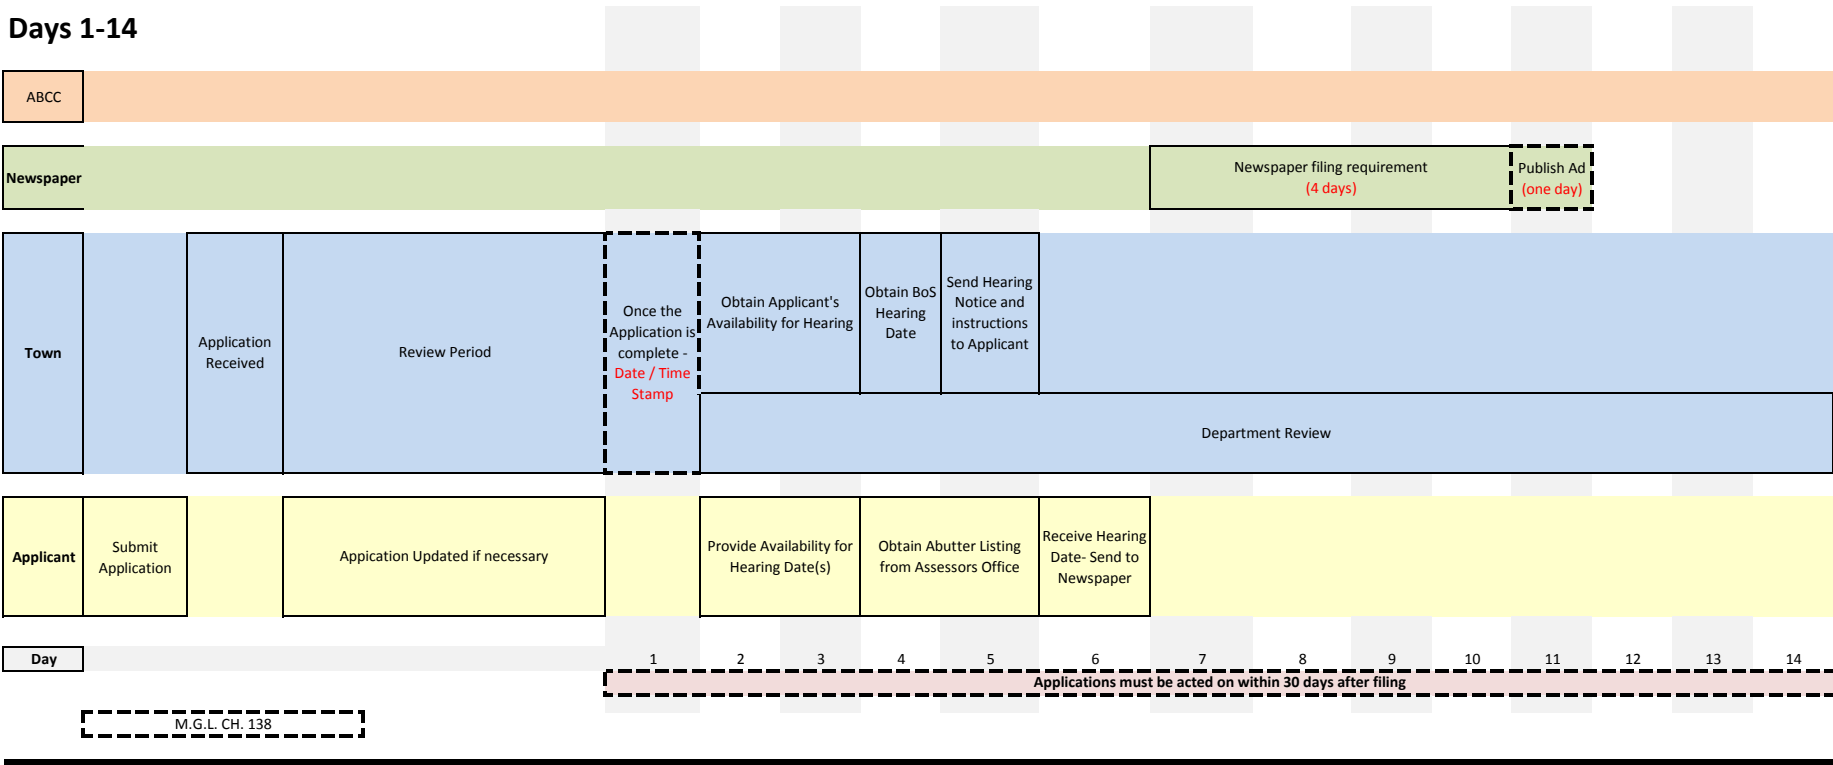 Days 1-14
ABCC
Newspaper
Newspaper filing requirement
(4 days)
Publish Ad
(one day)
Town
Application
Received
Review Period
Once the
Application is
complete -
Date / Time
Stamp
Obtain Applicant's
Availability for Hearing
Obtain BoS
Hearing
Date
Send Hearing
Notice and
instructions
to Applicant
Department Review
Applicant
Submit
Application
Appication Updated if necessary
Provide Availability for
Hearing Date(s)
Obtain Abutter Listing
from Assessors Office
Receive Hearing
Date- Send to
Newspaper
Day
1 2 3 4 5 6 7 8 9 10 11 12 13 14
Applications must be acted on within 30 days after filing
M.G.L. CH. 138